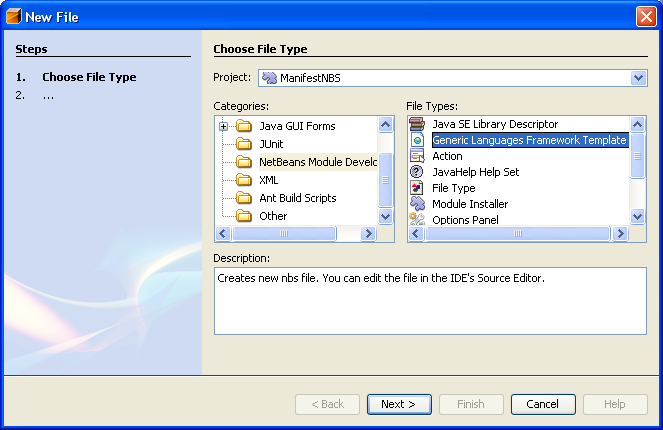 New File
Steps
1. Choose File Type
2. ...
Choose File Type
Project: ManifestNBS
Categories:
Java GUI Forms
JUnit
NetBeans Module Develo
XML
Ant Build Scripts
Other
File Types:
Java SE Library Descriptor
Generic Languages Framework Template
Action
JavaHelp Help Set
File Type
Module Installer
Options Panel
Description:
Creates new nbs file. You can edit the file in the IDE's Source Editor.
< Back
Next >
Finish
Cancel
Help